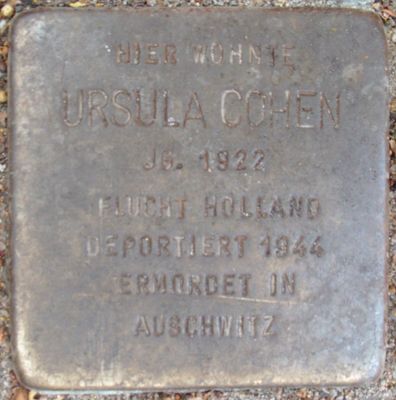 HIER WOHNTE
URSULA COHEN
JG. 1922
FLUCHT HOLLAND
DEPORTIERT 1944
ERMORDET IN
AUSCHWITZ